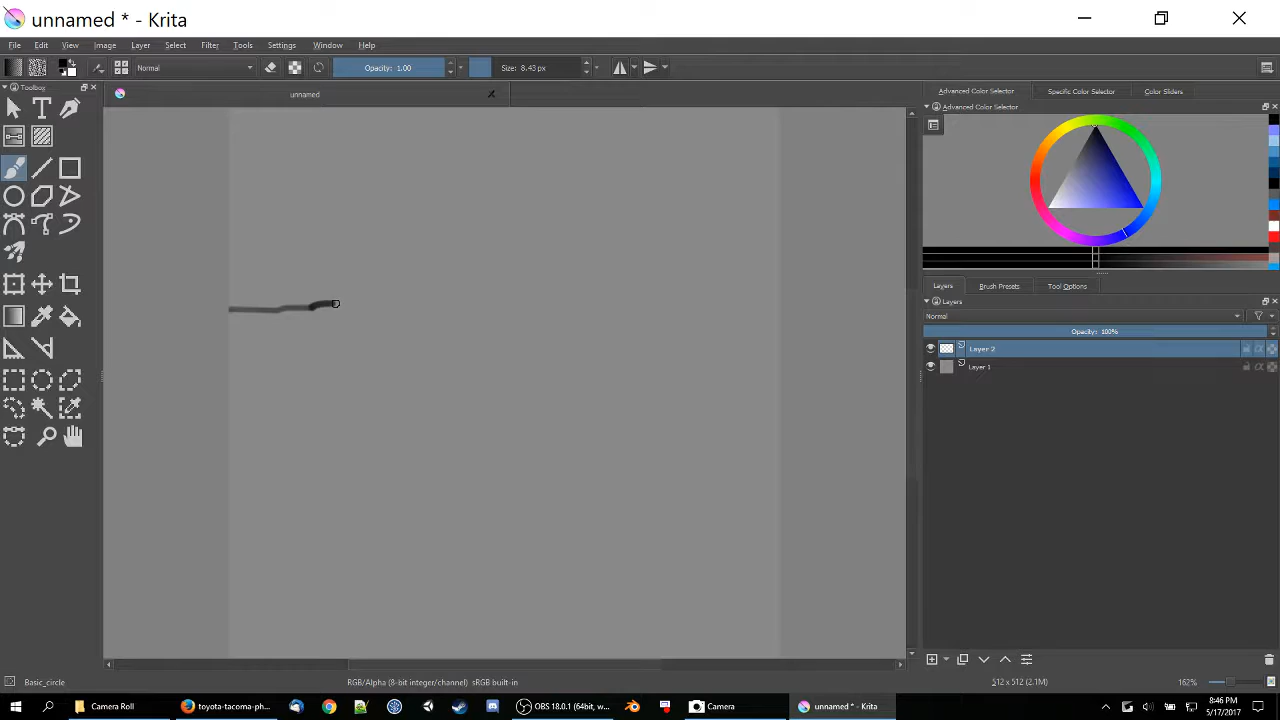 unnamed * - Krita
File Edit View Image Layer Select Filter Tools Settings Window Help
Normal Opacity: 1.00 Size: 8.43 px
Toolbox
unnamed
Advanced Color Selector Specific Color Selector Color Sliders
Advanced Color Selector
Layers Brush Presets Tool Options
Layers
Normal
Opacity: 100%
Layer 2
Layer 1
Basic_circle RGB/Alpha (8-bit integer/channel) sRGB built-in 512 x 512 (2.1M) 162%
Camera Roll toyota-tacoma-ph... OBS 18.0.1 (64bit, w... Camera unnamed * - Krita 8:46 PM
5/17/2017